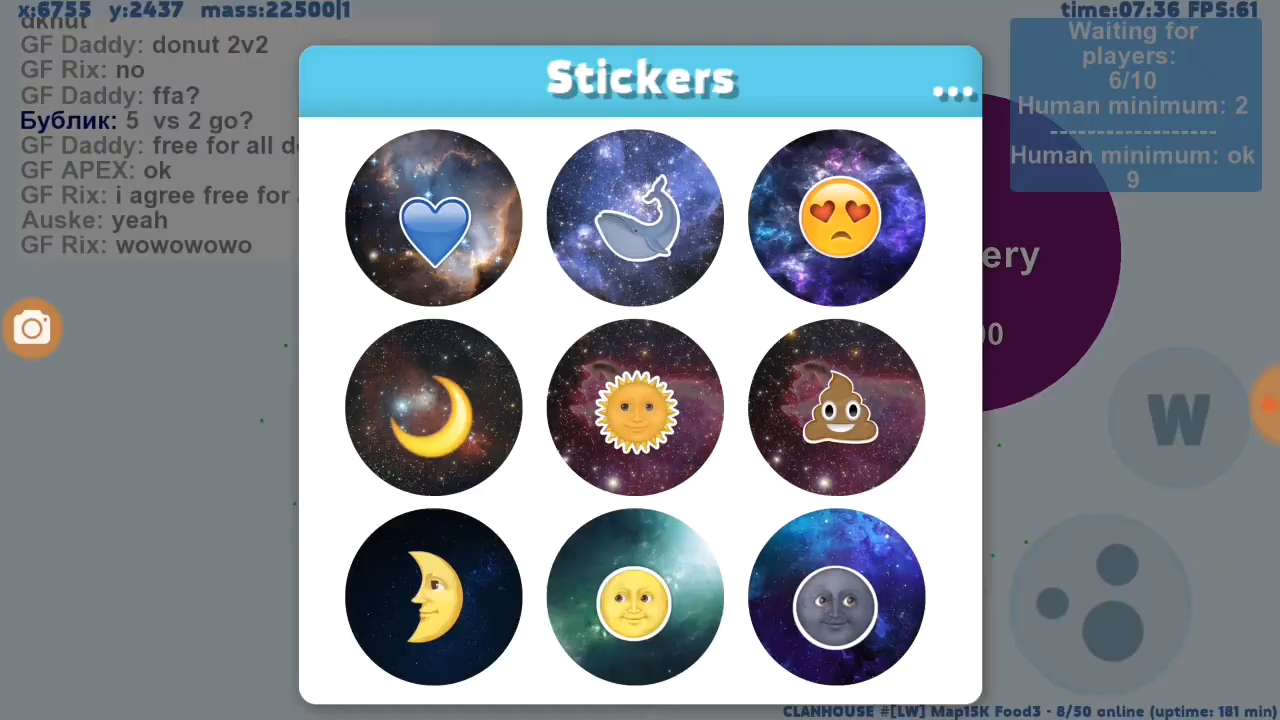 x:6755 y:2437 mass:22500|1
time:07:36 FPS:61
GF Daddy: donut 2v2
GF Rix: no
GF Daddy: ffa?
Бублик: 5 vs 2 go?
GF Daddy: free for all d
GF APEX: ok
GF Rix: i agree free for
Auske: yeah
GF Rix: wowowowo
Stickers
...
Waiting for
players:
6/10
Human minimum: 2
------------------
Human minimum: ok
9
ery
00
W
CLANHOUSE #[LW] Map15K Food3 - 8/50 online (uptime: 181 min)